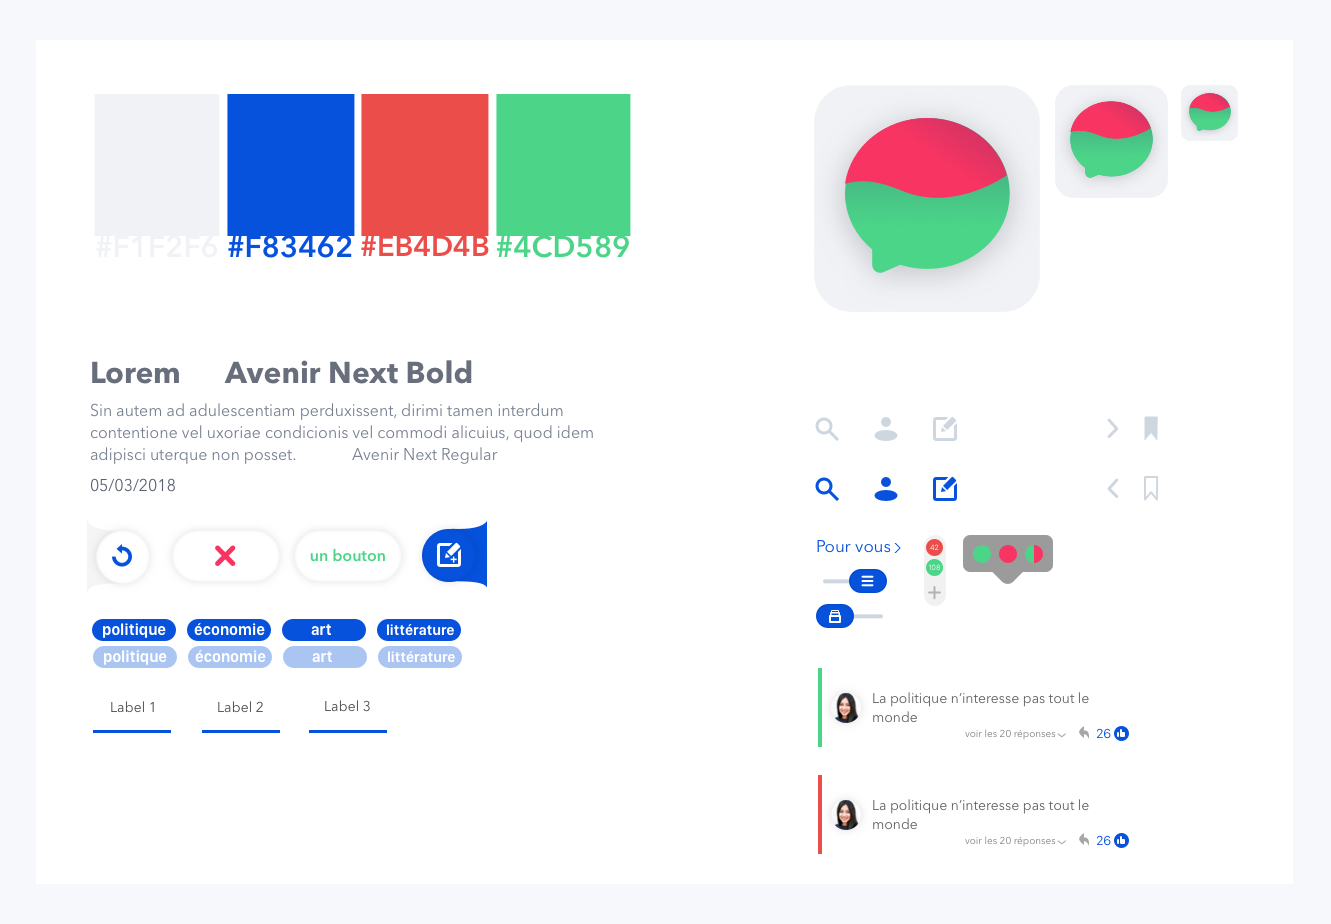 #F1F2F6 #F83462 #EB4D4B #4CD589
Lorem Avenir Next Bold
Sin autem ad adulescentiam perduxissent, dirimi tamen interdum
contentione vel uxoriae condicionis vel commodi alicuius, quod idem
adipisci uterque non posset. Avenir Next Regular
05/03/2018
un bouton
politique économie art littérature
politique économie art littérature
Label 1 Label 2 Label 3
Pour vous
42
108
La politique n’interesse pas tout le
monde
voir les 20 réponses 26
La politique n’interesse pas tout le
monde
voir les 20 réponses 26